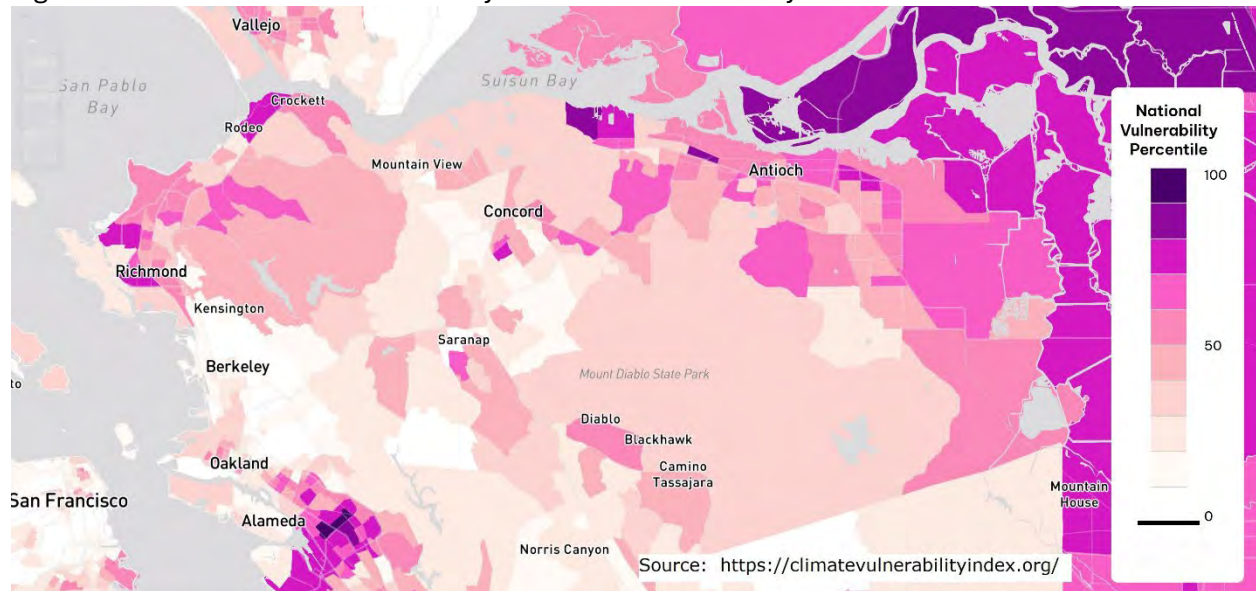 Vallejo
San Pablo
Bay
Suisun Bay
Crockett
Rodeo
Mountain View
Antioch
Concord
Richmond
Kensington
Saranap
Berkeley
to
Mount Diablo State Park
Diablo
Blackhawk
Camino
Tassajara
Oakland
San Francisco
Alameda
Mountain
House
Norris Canyon
Source: https://climatevulnerabilityindex.org/
National
Vulnerability
Percentile
100
50
0